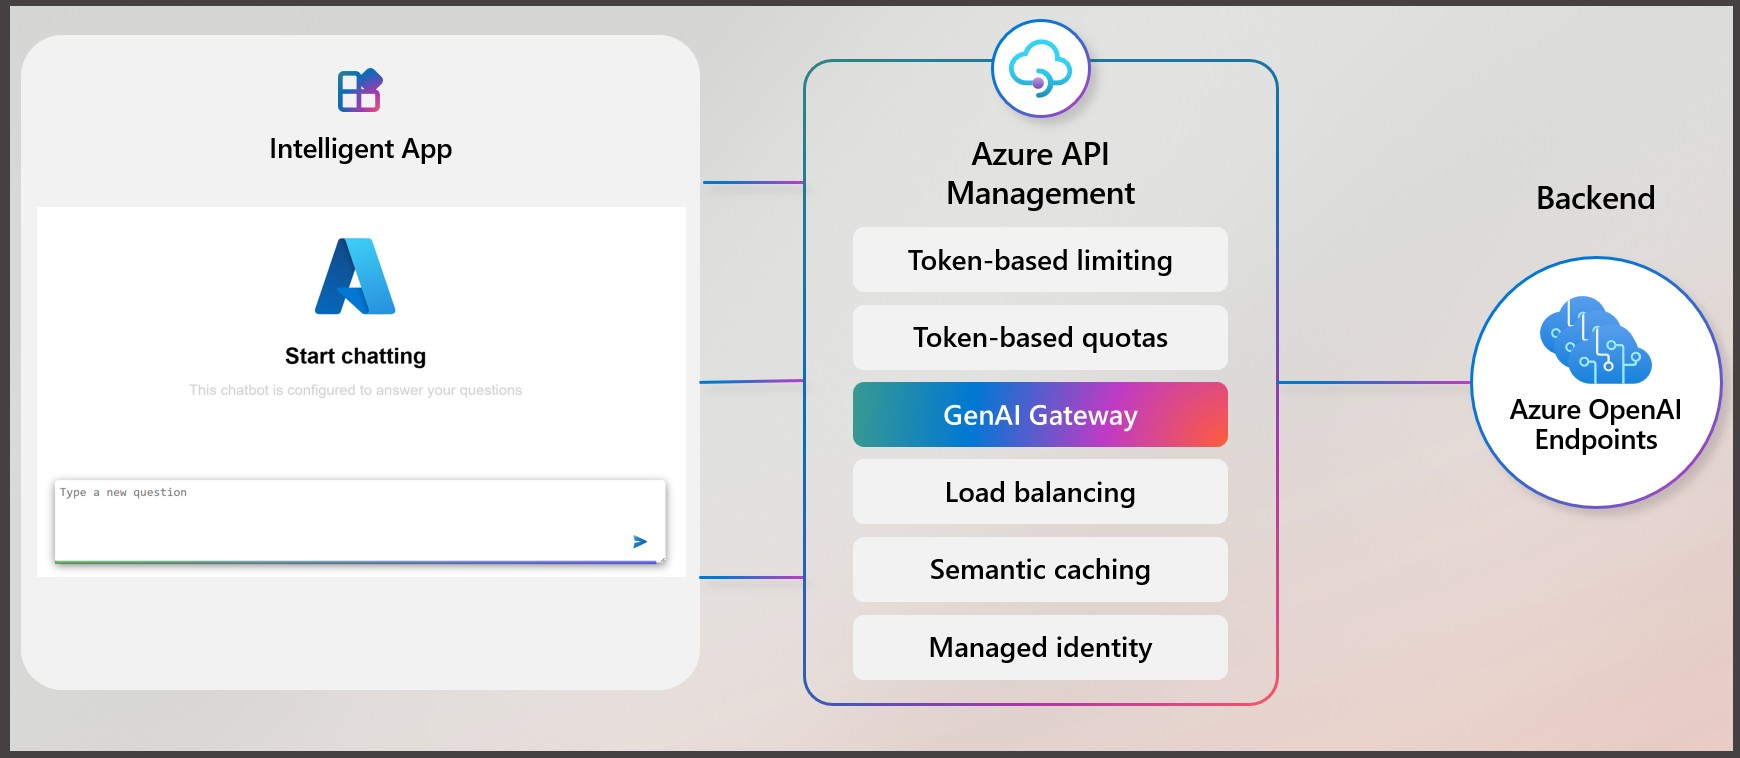 Intelligent App
Start chatting
This chatbot is configured to answer your questions
Type a new question
Azure API
Management
Token-based limiting
Token-based quotas
GenAI Gateway
Load balancing
Semantic caching
Managed identity
Backend
Azure OpenAI
Endpoints